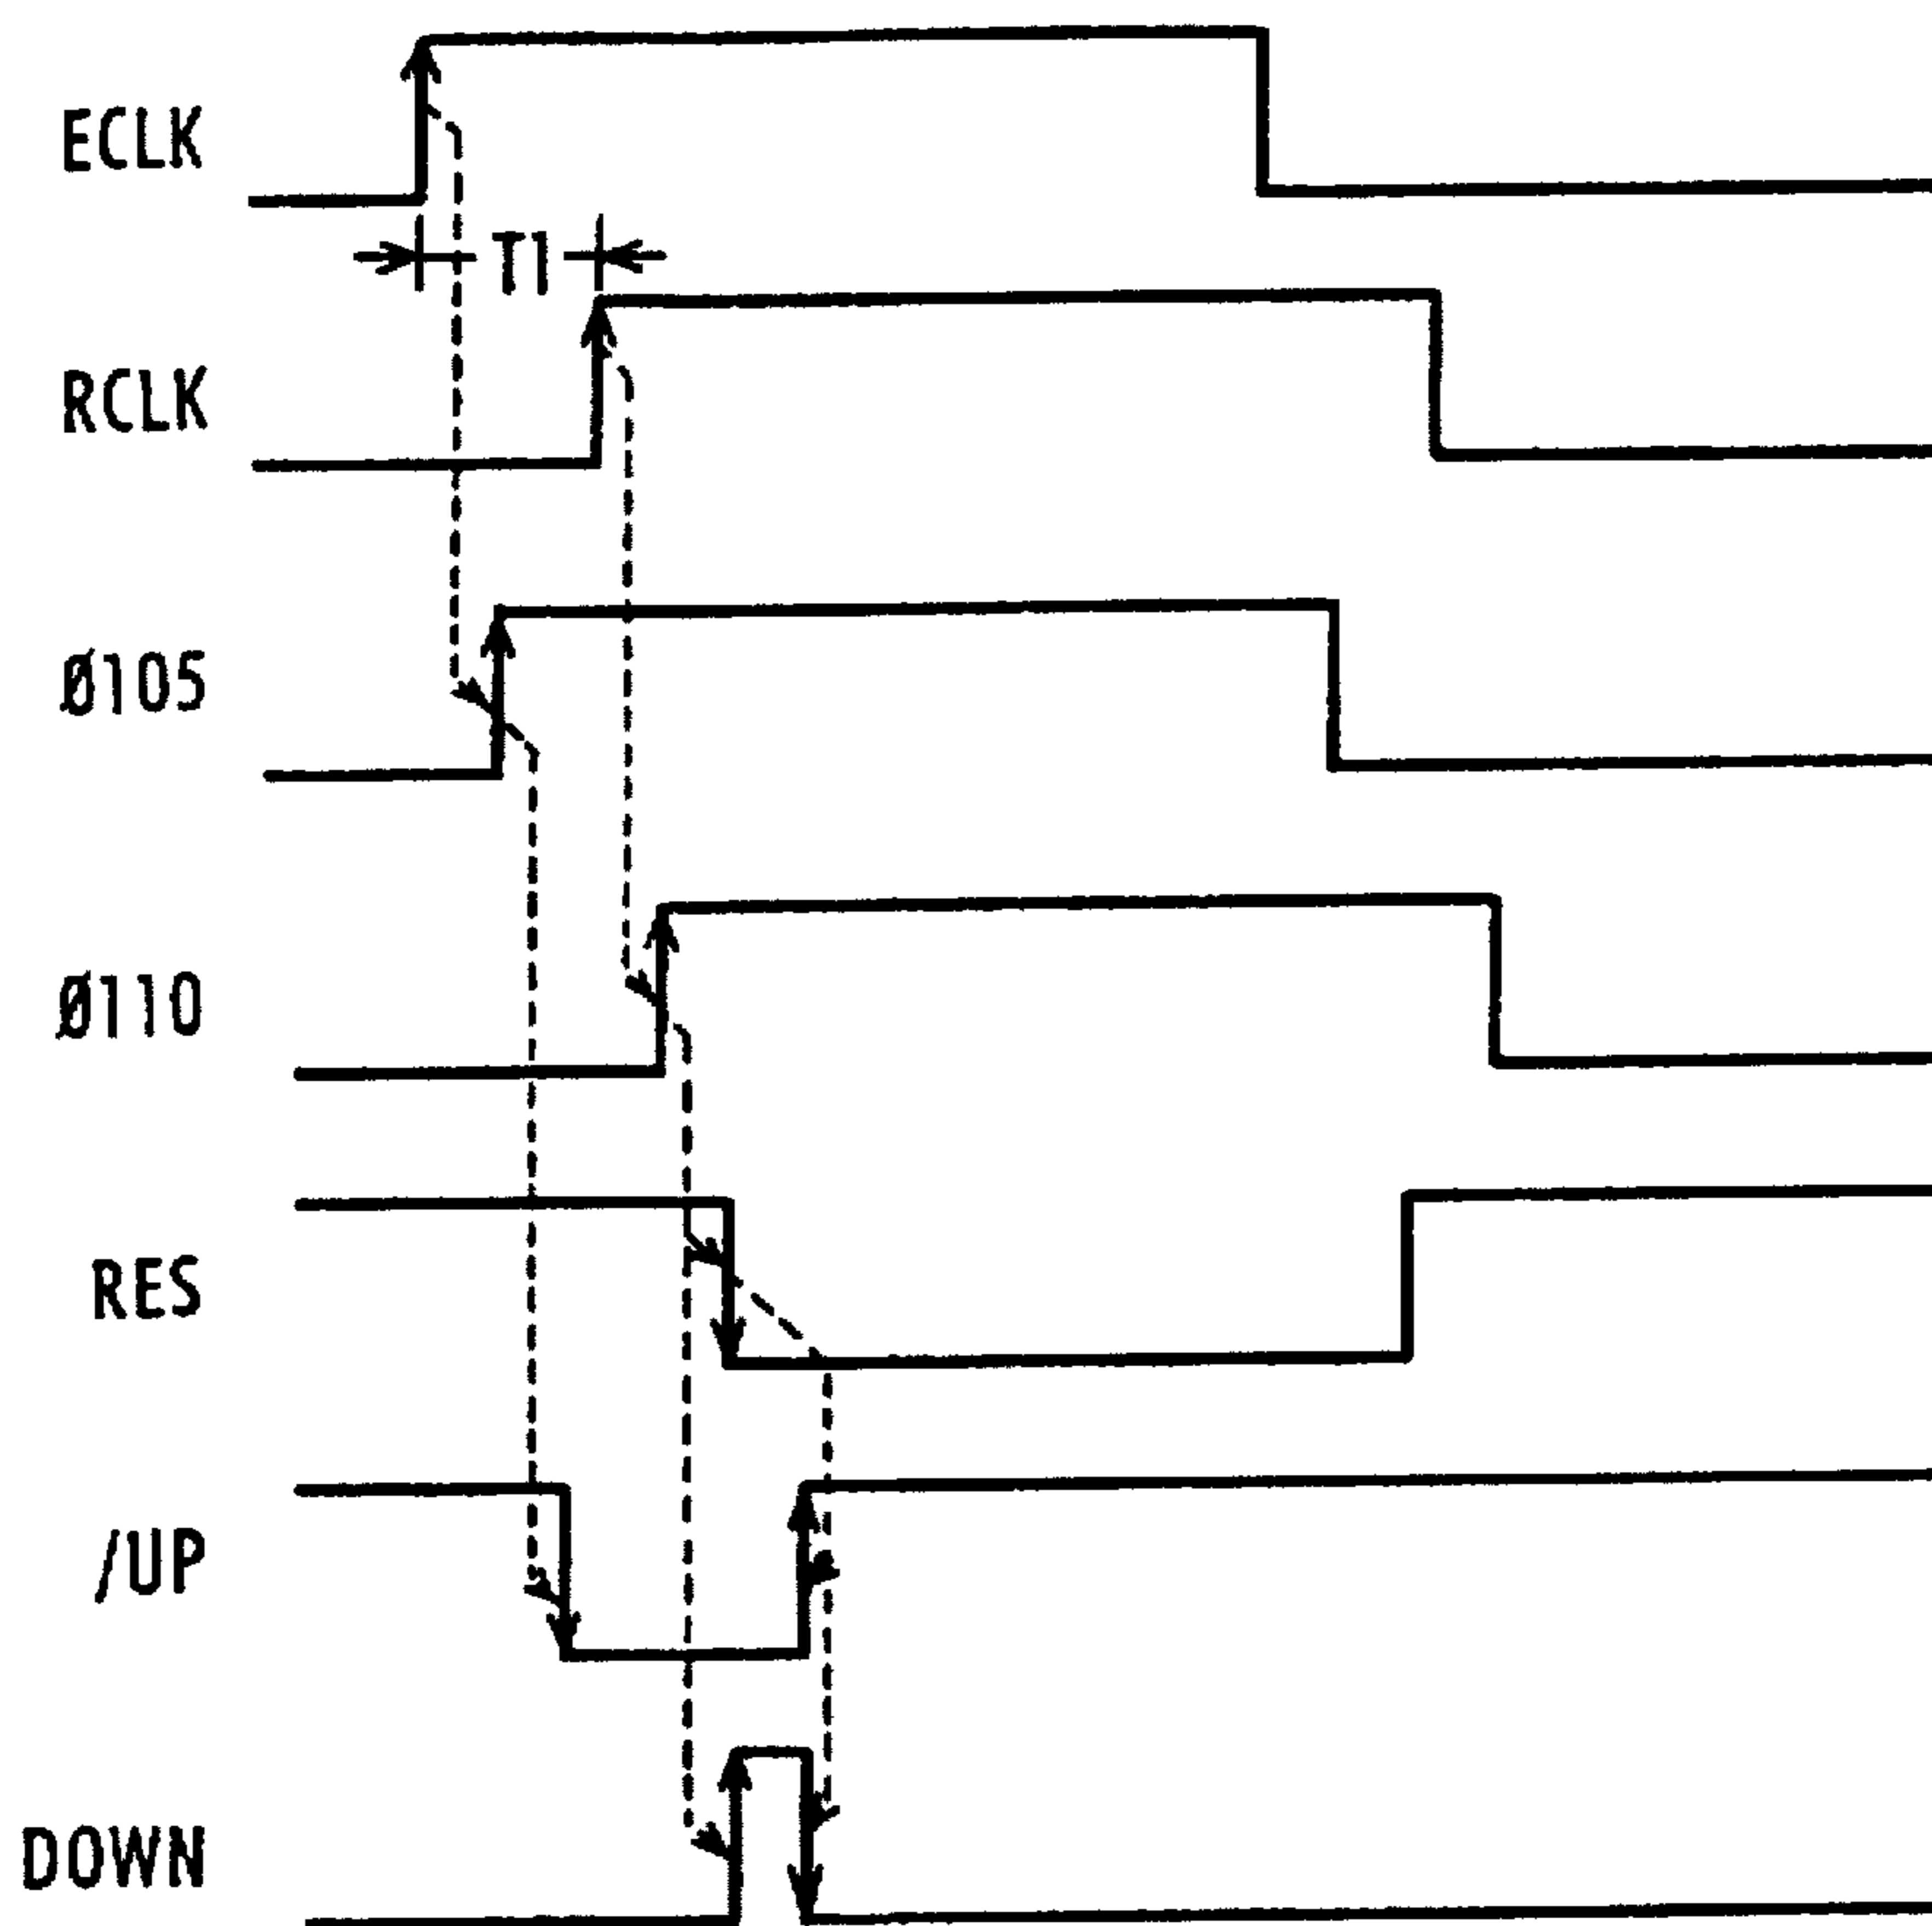 ECLK
T1
RCLK
Ø105
Ø110
RES
/UP
DOWN